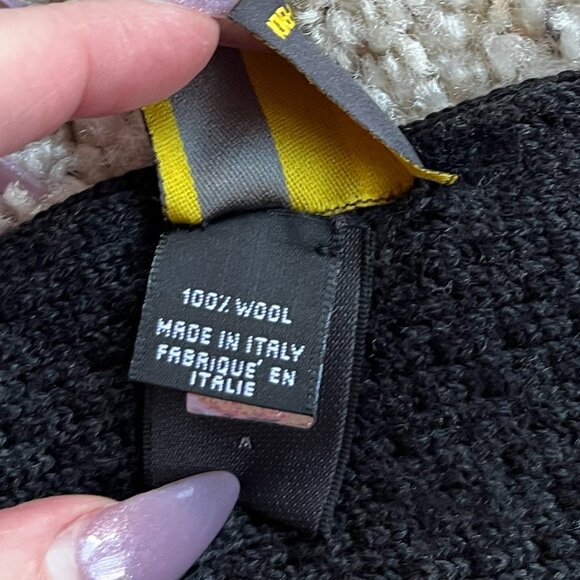 100% WOOL
MADE IN ITALY
FABRIQUE' EN
ITALIE
A